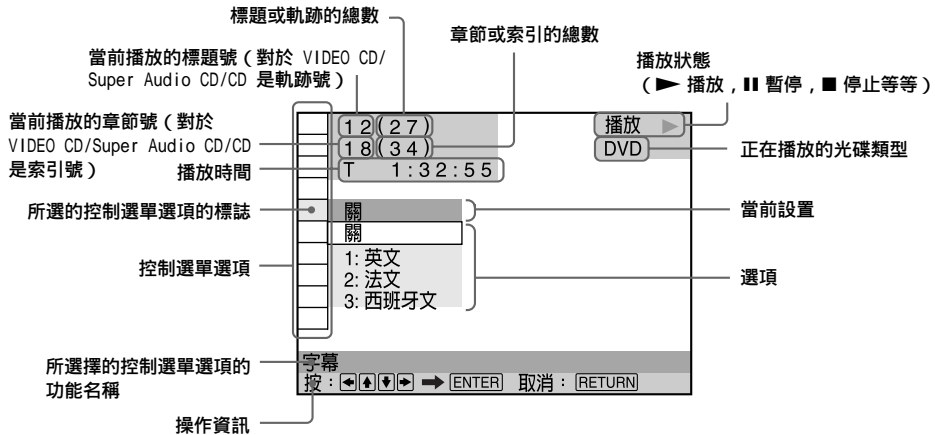 標題或軌跡的總數
章節或索引的總數
當前播放的標題號(對於 VIDEO CD/
Super Audio CD/CD 是軌跡號)
播放狀態
(► 播放,II 暫停,■ 停止等等)
當前播放的章節號(對於
VIDEO CD/Super Audio CD/CD
是索引號)
播放時間
12(27)
18(34)
T 1:32:55
播放 ►
DVD
正在播放的光碟類型
所選的控制選單選項的標誌
關
當前設置
關
1: 英文
2: 法文
3: 西班牙文
控制選單選項
選項
字幕
按:←↑↓→ ➡ ENTER 取消: RETURN
所選擇的控制選單選項的
功能名稱
操作資訊